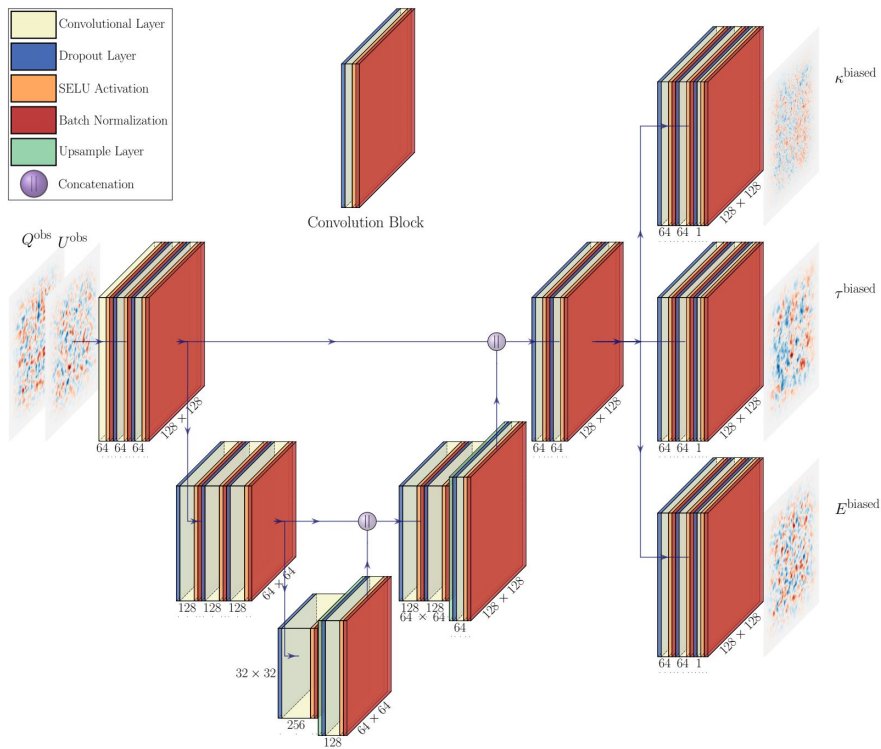 Convolutional Layer
Dropout Layer
SELU Activation
Batch Normalization
Upsample Layer
|| Concatenation
Convolution Block
κ^biased
64 64 1
128 × 128
Q^obs U^obs
64 64 64
128 × 128
||
64 64
128 × 128
τ^biased
64 64 1
128 × 128
128 128 128
64 × 64
||
128 128
64 × 64
64
128 × 128
E^biased
64 64 1
128 × 128
32 × 32
256
128
64 × 64